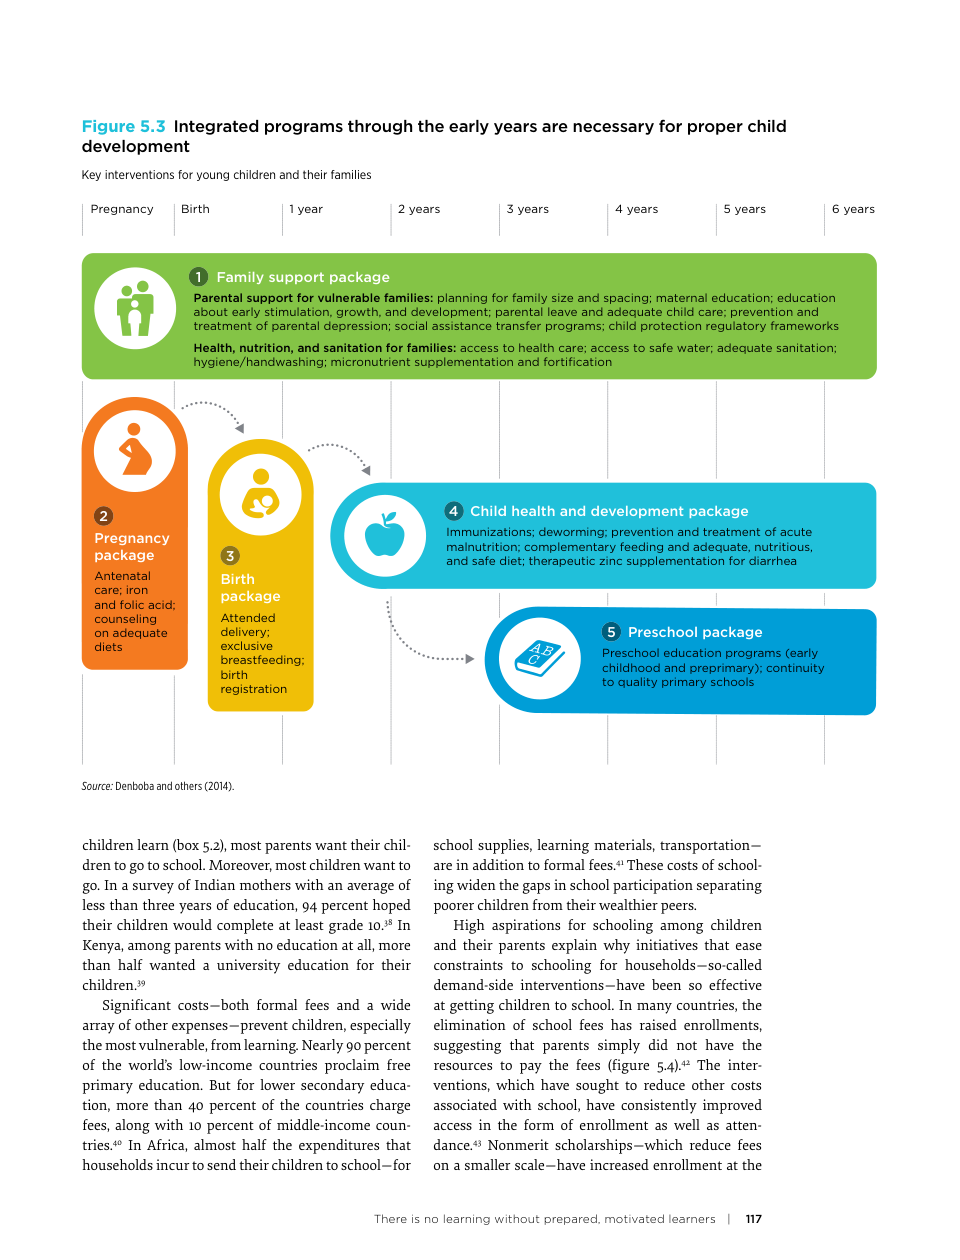 Figure 5.3 Integrated programs through the early years are necessary for proper child
development
Key interventions for young children and their families
Pregnancy Birth 1 year 2 years 3 years 4 years 5 years 6 years
1 Family support package
Parental support for vulnerable families: planning for family size and spacing; maternal education; education
about early stimulation, growth, and development; parental leave and adequate child care; prevention and
treatment of parental depression; social assistance transfer programs; child protection regulatory frameworks
Health, nutrition, and sanitation for families: access to health care; access to safe water; adequate sanitation;
hygiene/handwashing; micronutrient supplementation and fortification
2
Pregnancy
package
Antenatal
care; iron
and folic acid;
counseling
on adequate
diets
3
Birth
package
Attended
delivery;
exclusive
breastfeeding;
birth
registration
4 Child health and development package
Immunizations; deworming; prevention and treatment of acute
malnutrition; complementary feeding and adequate, nutritious,
and safe diet; therapeutic zinc supplementation for diarrhea
A B
C
5 Preschool package
Preschool education programs (early
childhood and preprimary); continuity
to quality primary schools
Source: Denboba and others (2014).
children learn (box 5.2), most parents want their chil-
dren to go to school. Moreover, most children want to
go. In a survey of Indian mothers with an average of
less than three years of education, 94 percent hoped
their children would complete at least grade 10.³⁸ In
Kenya, among parents with no education at all, more
than half wanted a university education for their
children.³⁹
Significant costs—both formal fees and a wide
array of other expenses—prevent children, especially
the most vulnerable, from learning. Nearly 90 percent
of the world's low-income countries proclaim free
primary education. But for lower secondary educa-
tion, more than 40 percent of the countries charge
fees, along with 10 percent of middle-income coun-
tries.⁴⁰ In Africa, almost half the expenditures that
households incur to send their children to school—for
school supplies, learning materials, transportation—
are in addition to formal fees.⁴¹ These costs of school-
ing widen the gaps in school participation separating
poorer children from their wealthier peers.
High aspirations for schooling among children
and their parents explain why initiatives that ease
constraints to schooling for households—so-called
demand-side interventions—have been so effective
at getting children to school. In many countries, the
elimination of school fees has raised enrollments,
suggesting that parents simply did not have the
resources to pay the fees (figure 5.4).⁴² The inter-
ventions, which have sought to reduce other costs
associated with school, have consistently improved
access in the form of enrollment as well as atten-
dance.⁴³ Nonmerit scholarships—which reduce fees
on a smaller scale—have increased enrollment at the
There is no learning without prepared, motivated learners | 117